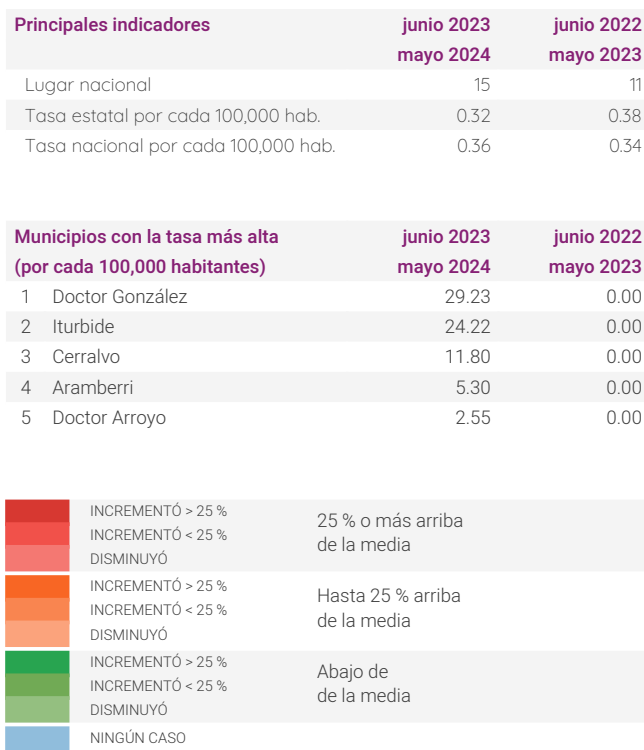 Principales indicadores junio 2023 junio 2022
mayo 2024 mayo 2023
Lugar nacional 15 11
Tasa estatal por cada 100,000 hab. 0.32 0.38
Tasa nacional por cada 100,000 hab. 0.36 0.34
Municipios con la tasa más alta junio 2023 junio 2022
(por cada 100,000 habitantes) mayo 2024 mayo 2023
1 Doctor González 29.23 0.00
2 Iturbide 24.22 0.00
3 Cerralvo 11.80 0.00
4 Aramberri 5.30 0.00
5 Doctor Arroyo 2.55 0.00
INCREMENTÓ > 25 %
INCREMENTÓ < 25 %
DISMINUYÓ
25 % o más arriba
de la media
INCREMENTÓ > 25 %
INCREMENTÓ < 25 %
DISMINUYÓ
Hasta 25 % arriba
de la media
INCREMENTÓ > 25 %
INCREMENTÓ < 25 %
DISMINUYÓ
Abajo de
de la media
NINGÚN CASO